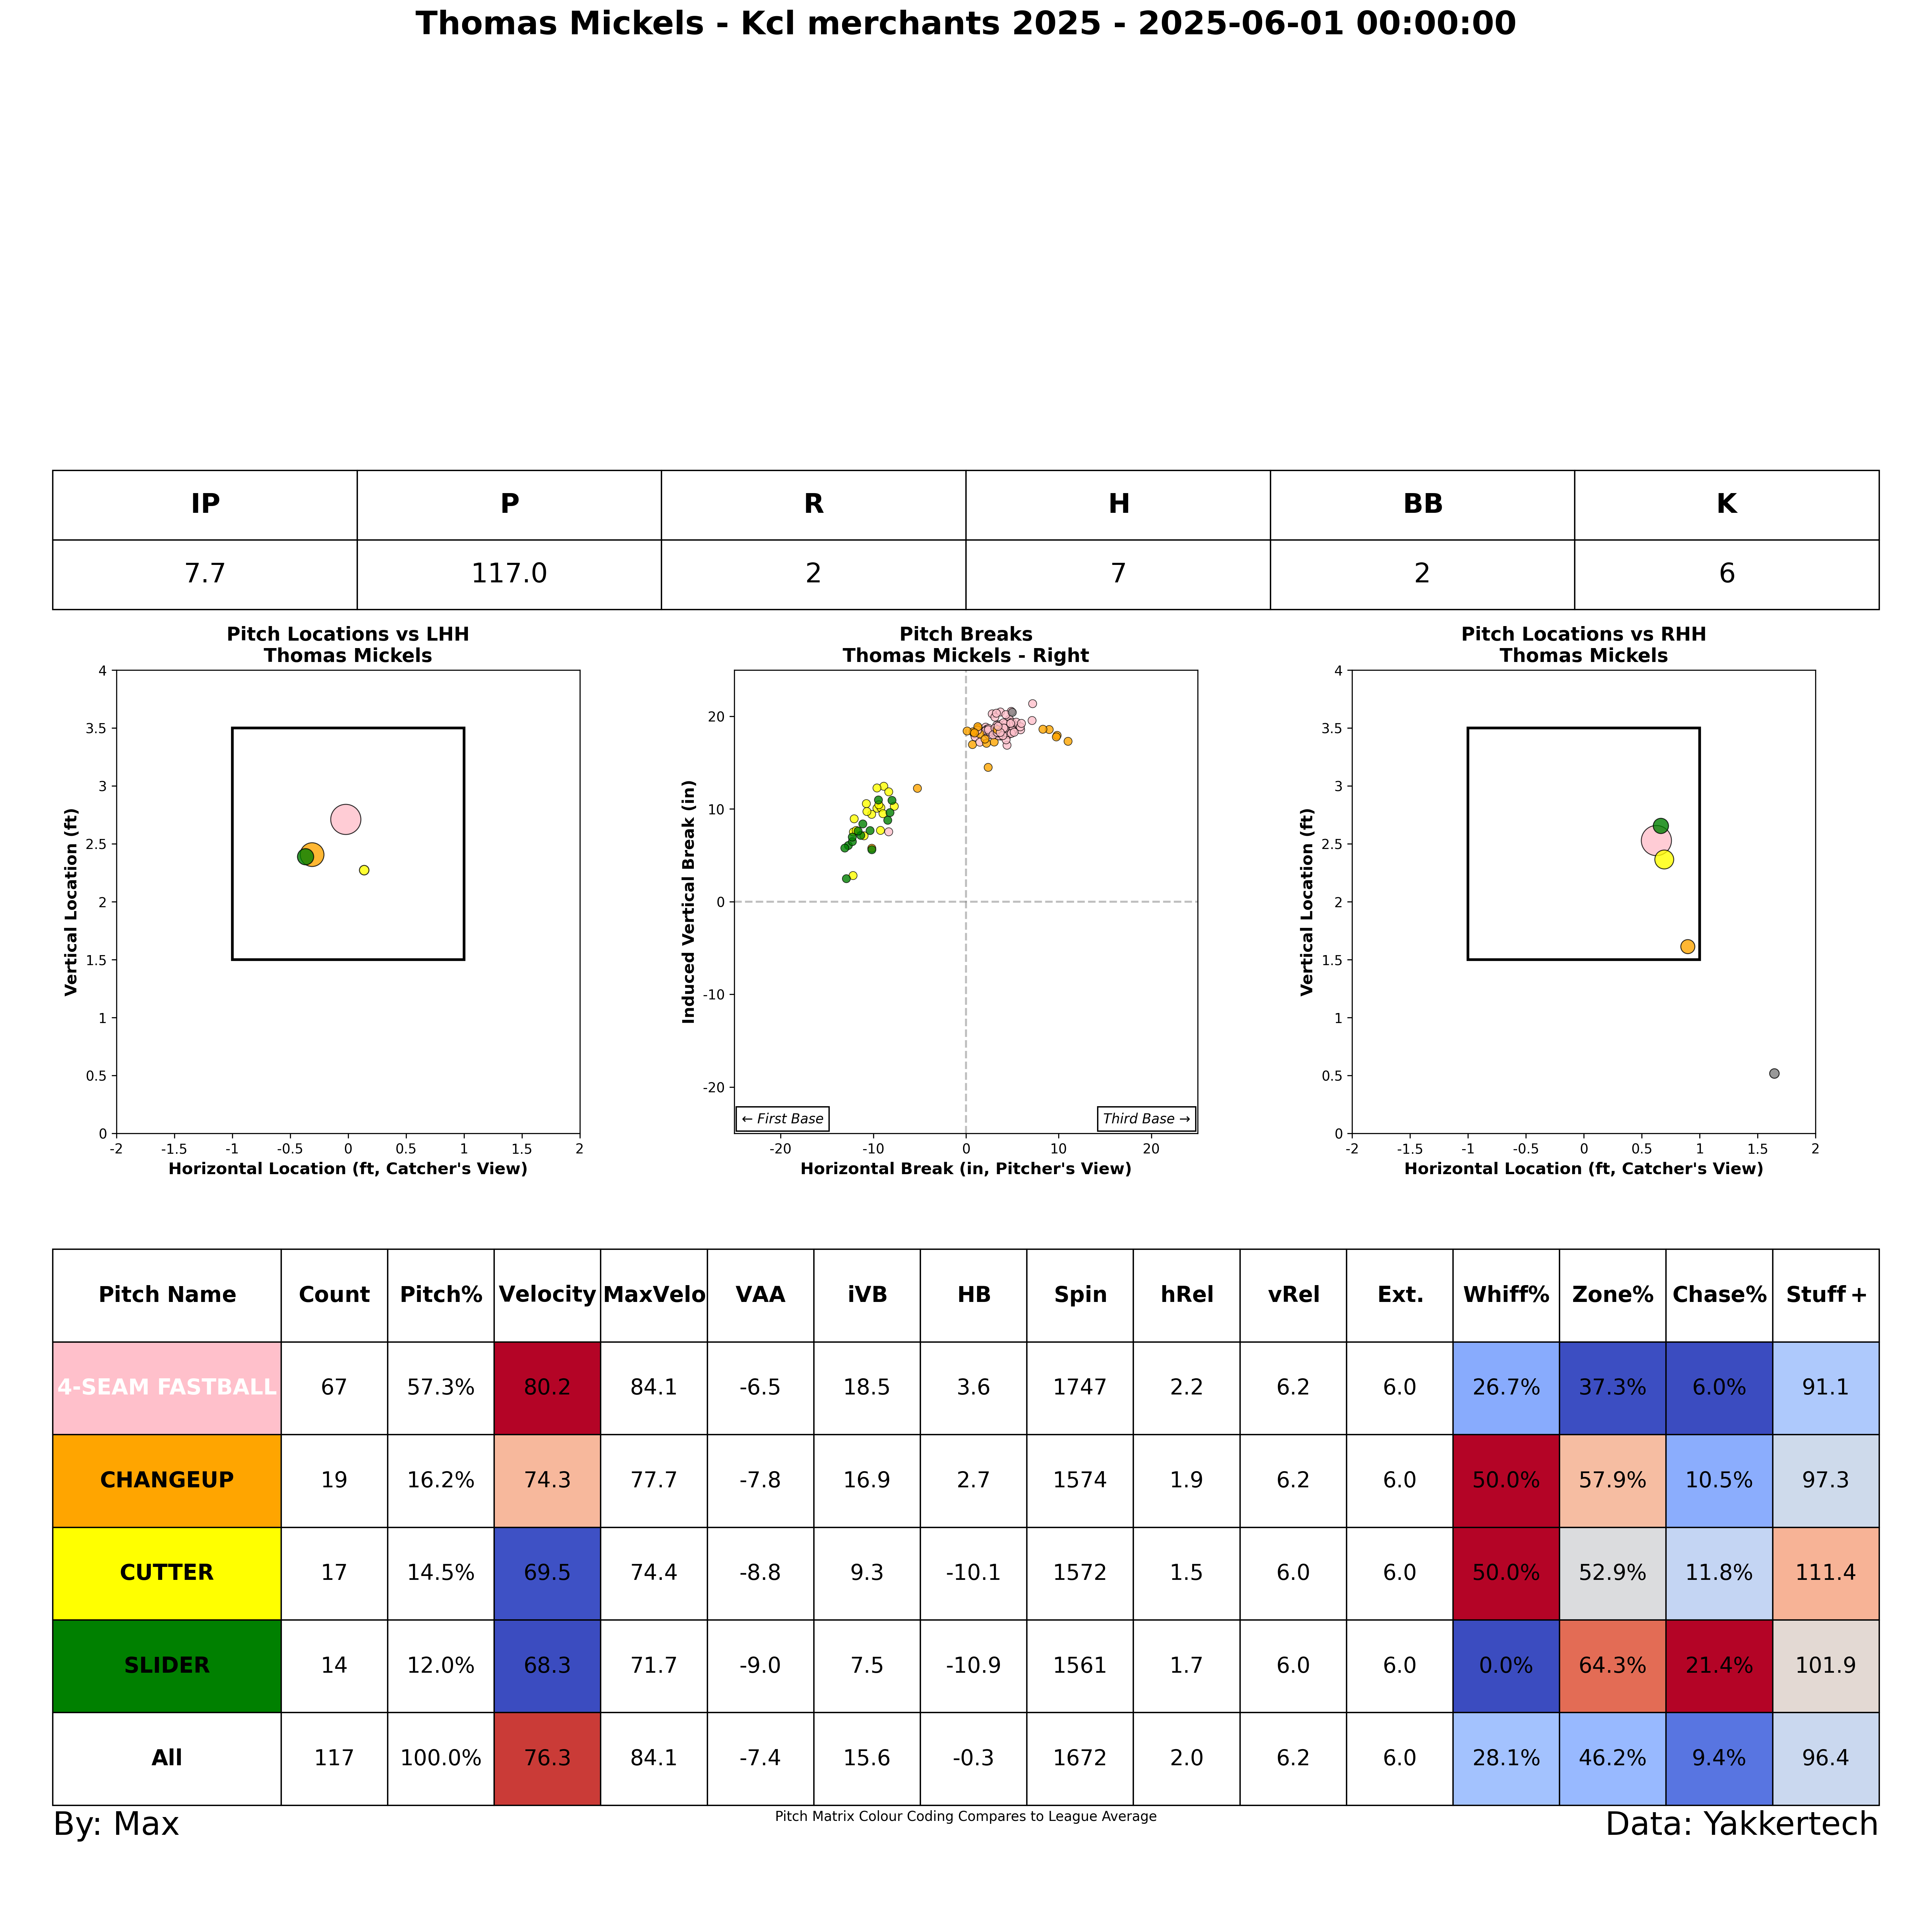 Thomas Mickels - Kcl merchants 2025 - 2025-06-01 00:00:00
IP P R H BB K
7.7 117.0 2 7 2 6
Pitch Locations vs LHH
Thomas Mickels
4
3.5
3
2.5
2
1.5
1
0.5
0
-2 -1.5 -1 -0.5 0 0.5 1 1.5 2
Vertical Location (ft)
Horizontal Location (ft, Catcher's View)
Pitch Breaks
Thomas Mickels - Right
20
10
0
-10
-20
← First Base
Third Base →
-20 -10 0 10 20
Induced Vertical Break (in)
Horizontal Break (in, Pitcher's View)
Pitch Locations vs RHH
Thomas Mickels
4
3.5
3
2.5
2
1.5
1
0.5
0
-2 -1.5 -1 -0.5 0 0.5 1 1.5 2
Vertical Location (ft)
Horizontal Location (ft, Catcher's View)
Pitch Name Count Pitch% Velocity MaxVelo VAA iVB HB Spin hRel vRel Ext. Whiff% Zone% Chase% Stuff+
4-SEAM FASTBALL 67 57.3% 80.2 84.1 -6.5 18.5 3.6 1747 2.2 6.2 6.0 26.7% 37.3% 6.0% 91.1
CHANGEUP 19 16.2% 74.3 77.7 -7.8 16.9 2.7 1574 1.9 6.2 6.0 50.0% 57.9% 10.5% 97.3
CUTTER 17 14.5% 69.5 74.4 -8.8 9.3 -10.1 1572 1.5 6.0 6.0 50.0% 52.9% 11.8% 111.4
SLIDER 14 12.0% 68.3 71.7 -9.0 7.5 -10.9 1561 1.7 6.0 6.0 0.0% 64.3% 21.4% 101.9
All 117 100.0% 76.3 84.1 -7.4 15.6 -0.3 1672 2.0 6.2 6.0 28.1% 46.2% 9.4% 96.4
By: Max
Pitch Matrix Colour Coding Compares to League Average
Data: Yakkertech